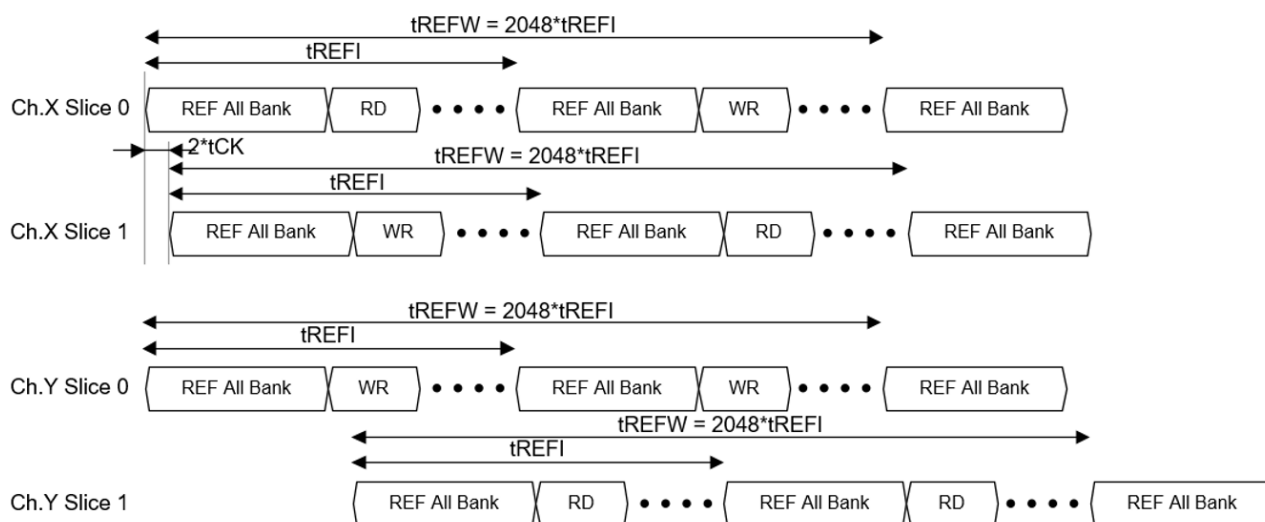 tREFW = 2048*tREFI
tREFI
Ch.X Slice 0 REF All Bank RD REF All Bank WR REF All Bank
2*tCK
tREFW = 2048*tREFI
tREFI
Ch.X Slice 1 REF All Bank WR REF All Bank RD REF All Bank
tREFW = 2048*tREFI
tREFI
Ch.Y Slice 0 REF All Bank WR REF All Bank WR REF All Bank
tREFW = 2048*tREFI
tREFI
Ch.Y Slice 1 REF All Bank RD REF All Bank RD REF All Bank